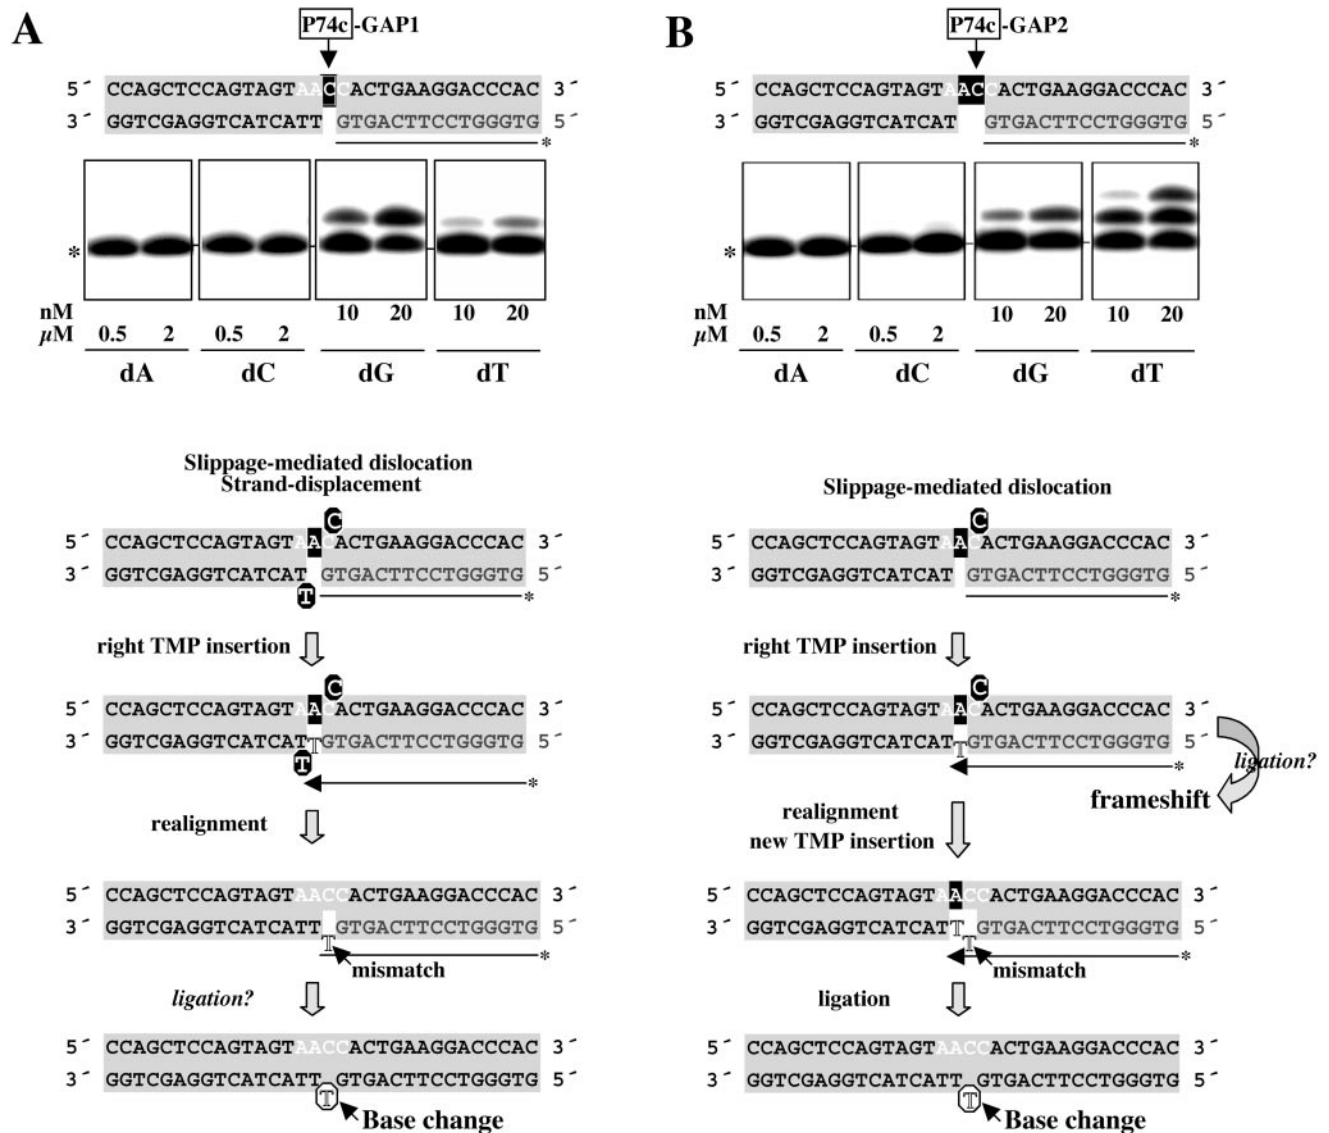 A
P74c-GAP1
5´ CCAGCTCCAGTAGTAACCACTGAAGGACCCAC 3´
3´ GGTCGAGGTCATCATT GTGACTTCCTGGGTG 5´
*
*
nM 10 20 10 20
µM 0.5 2 0.5 2
dA dC dG dT
Slippage-mediated dislocation
Strand-displacement
C
5´ CCAGCTCCAGTAGTAACACTGAAGGACCCAC 3´
3´ GGTCGAGGTCATCAT GTGACTTCCTGGGTG 5´
T *
right TMP insertion
C
5´ CCAGCTCCAGTAGTAACACTGAAGGACCCAC 3´
3´ GGTCGAGGTCATCATTGTGACTTCCTGGGTG 5´
T *
realignment
5´ CCAGCTCCAGTAGTAACCACTGAAGGACCCAC 3´
3´ GGTCGAGGTCATCATT GTGACTTCCTGGGTG 5´
T *
mismatch
ligation?
5´ CCAGCTCCAGTAGTAACCACTGAAGGACCCAC 3´
3´ GGTCGAGGTCATCATT GTGACTTCCTGGGTG 5´
T Base change
B
P74c-GAP2
5´ CCAGCTCCAGTAGTAACCACTGAAGGACCCAC 3´
3´ GGTCGAGGTCATCAT GTGACTTCCTGGGTG 5´
*
*
nM 10 20 10 20
µM 0.5 2 0.5 2
dA dC dG dT
Slippage-mediated dislocation
C
5´ CCAGCTCCAGTAGTAACACTGAAGGACCCAC 3´
3´ GGTCGAGGTCATCAT GTGACTTCCTGGGTG 5´
*
right TMP insertion
C
5´ CCAGCTCCAGTAGTAACACTGAAGGACCCAC 3´
3´ GGTCGAGGTCATCATTGTGACTTCCTGGGTG 5´
*
ligation?
frameshift
realignment
new TMP insertion
5´ CCAGCTCCAGTAGTAACCACTGAAGGACCCAC 3´
3´ GGTCGAGGTCATCATT GTGACTTCCTGGGTG 5´
T *
mismatch
ligation
5´ CCAGCTCCAGTAGTAACCACTGAAGGACCCAC 3´
3´ GGTCGAGGTCATCATT GTGACTTCCTGGGTG 5´
T Base change